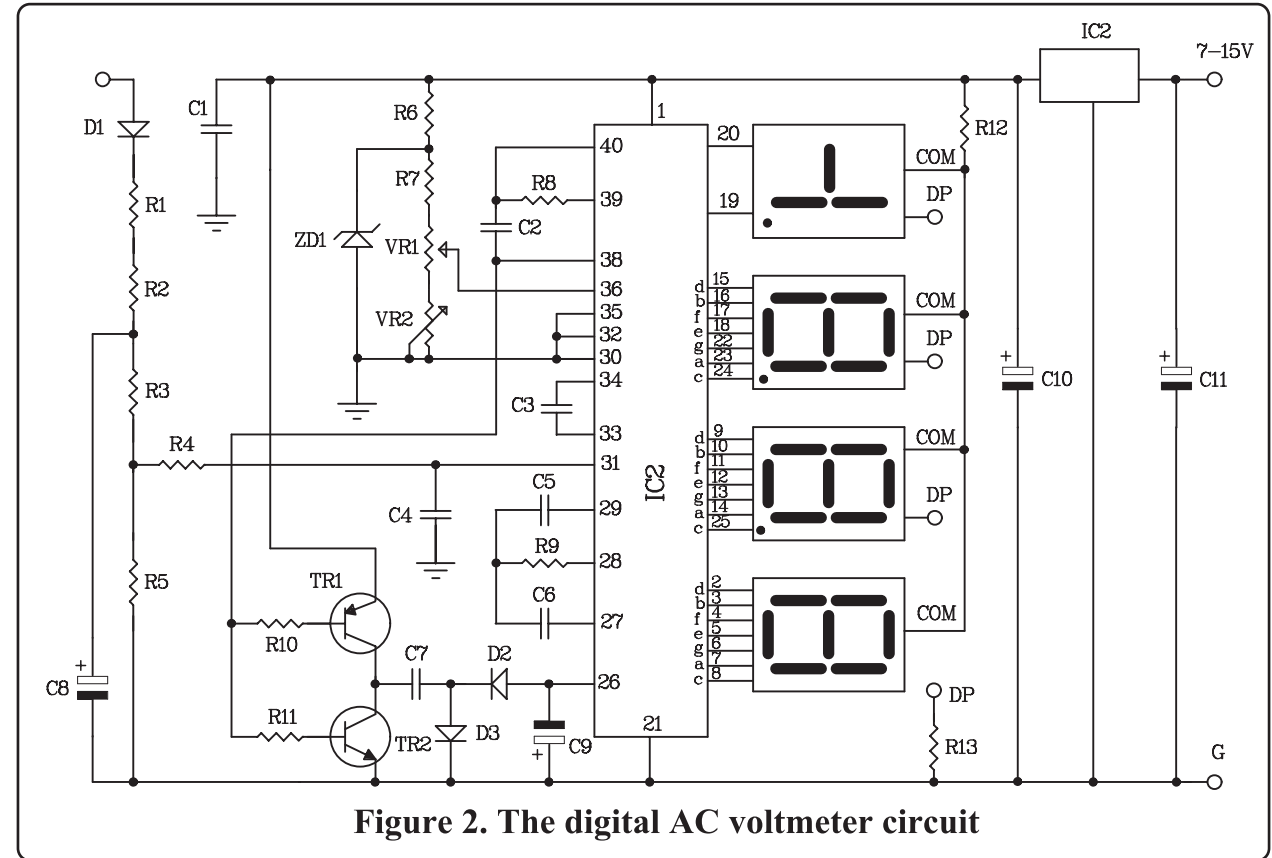 IC2
7-15V
C1
D1
R6
1
20
R12
40
COM
R7
R8
39
19
DP
R1
C2
ZD1
VR1
38
R2
36
d 15
b 16
COM
VR2
35
f 17
32
e 18
DP
g 22
30
a 23
C10
C11
+
+
R3
34
c 24
C3
33
d 9
COM
R4
b 10
31
f 11
IC2
e 12
C5
g 13
DP
C4
29
a 14
c 25
R9
28
R5
TR1
d 2
C6
b 3
27
f 4
COM
e 5
R10
g 6
C7
D2
a 7
+
26
c 8
C8
DP
R11
21
D3
TR2
C9
+
R13
G
Figure 2. The digital AC voltmeter circuit